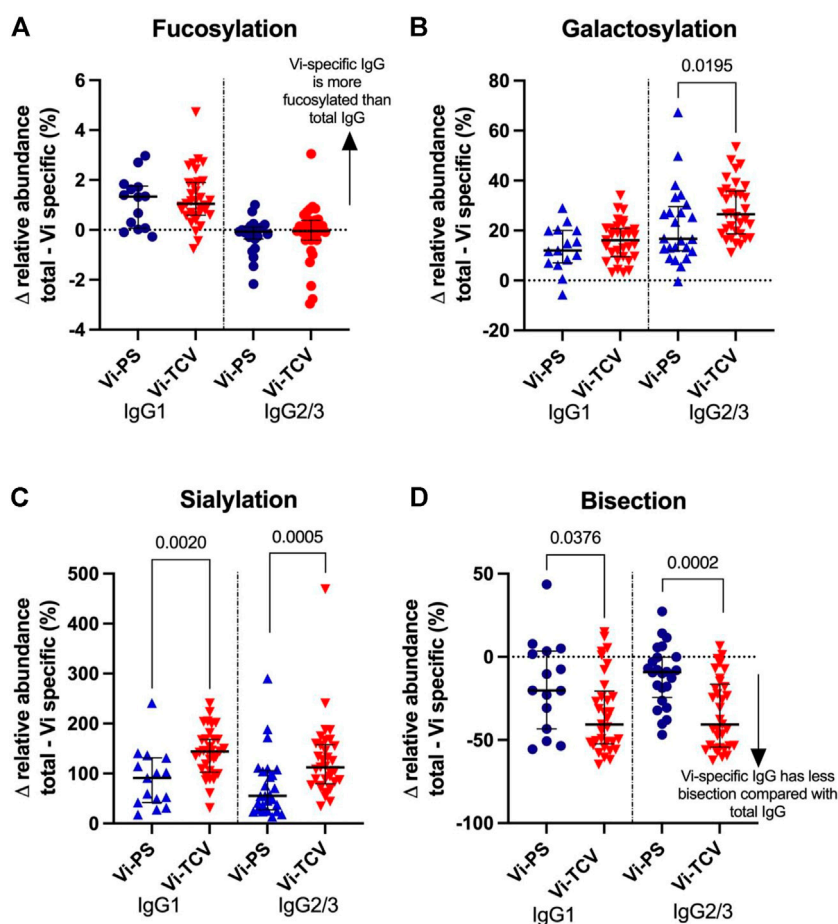 A
Fucosylation
Δ relative abundance
total - Vi specific (%)
6
4
2
0
-2
-4
Vi-specific IgG
is more
fucosylated than
total IgG
Vi-PS
Vi-TCV
Vi-PS
Vi-TCV
IgG1
IgG2/3
B
Galactosylation
Δ relative abundance
total - Vi specific (%)
80
60
40
20
0
-20
0.0195
Vi-PS
Vi-TCV
Vi-PS
Vi-TCV
IgG1
IgG2/3
C
Sialylation
Δ relative abundance
total - Vi specific (%)
500
400
300
200
100
0
0.0020
0.0005
Vi-PS
Vi-TCV
Vi-PS
Vi-TCV
IgG1
IgG2/3
D
Bisection
Δ relative abundance
total - Vi specific (%)
50
0
-50
-100
0.0376
0.0002
Vi-specific IgG has less
bisection compared with
total IgG
Vi-PS
Vi-TCV
Vi-PS
Vi-TCV
IgG1
IgG2/3